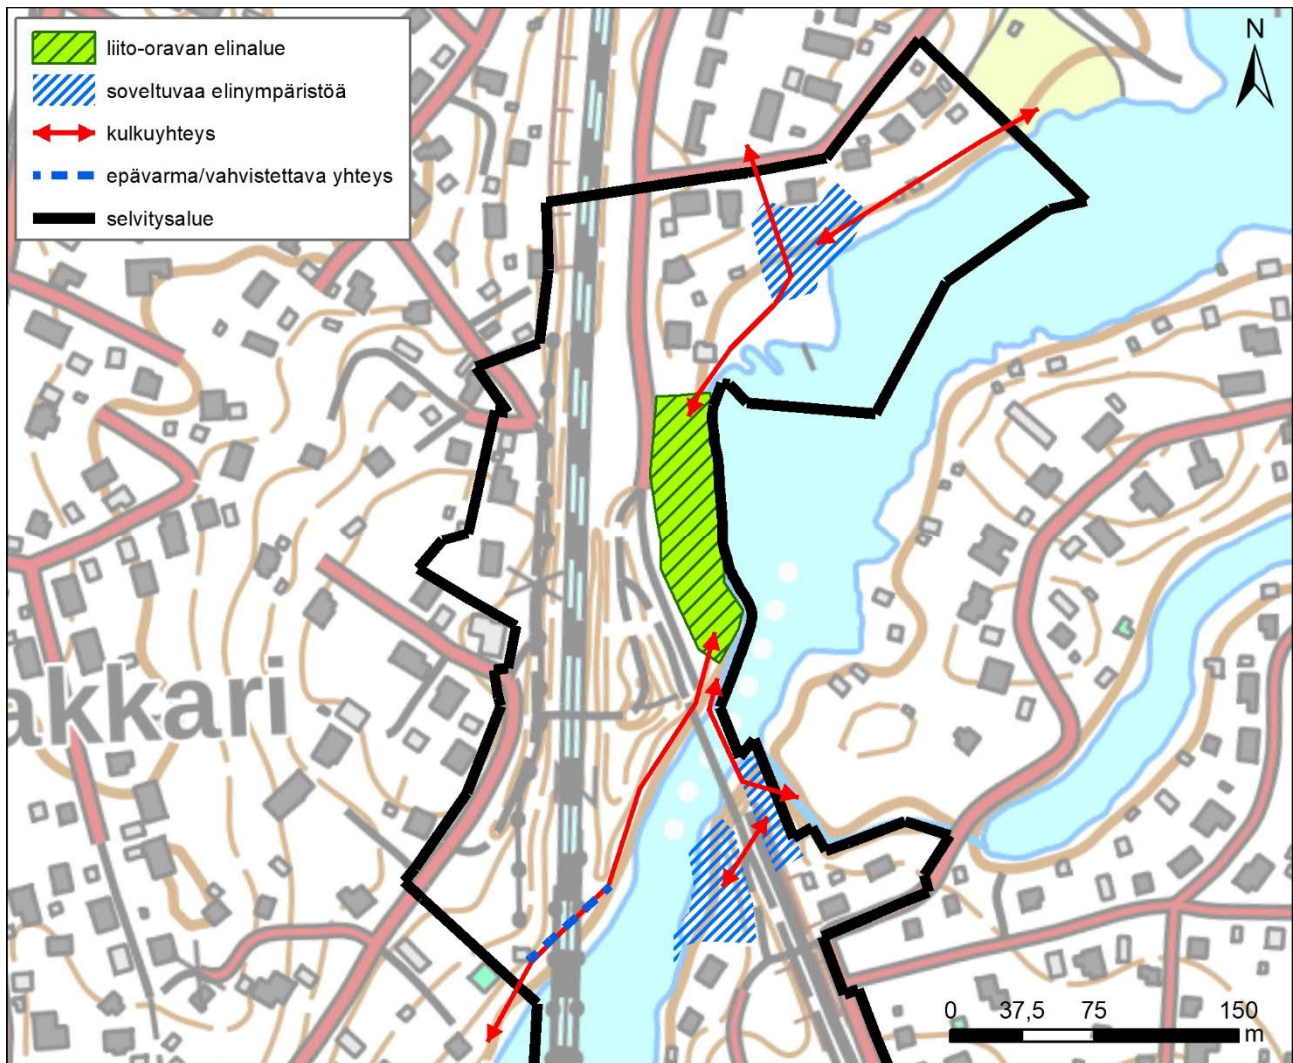 liito-oravan elinalue
soveltuvaa elinympäristöä
kulkuyhteys
epävarma/vahvistettava yhteys
selvitysalue
N
akkari
0 37,5 75 150
m